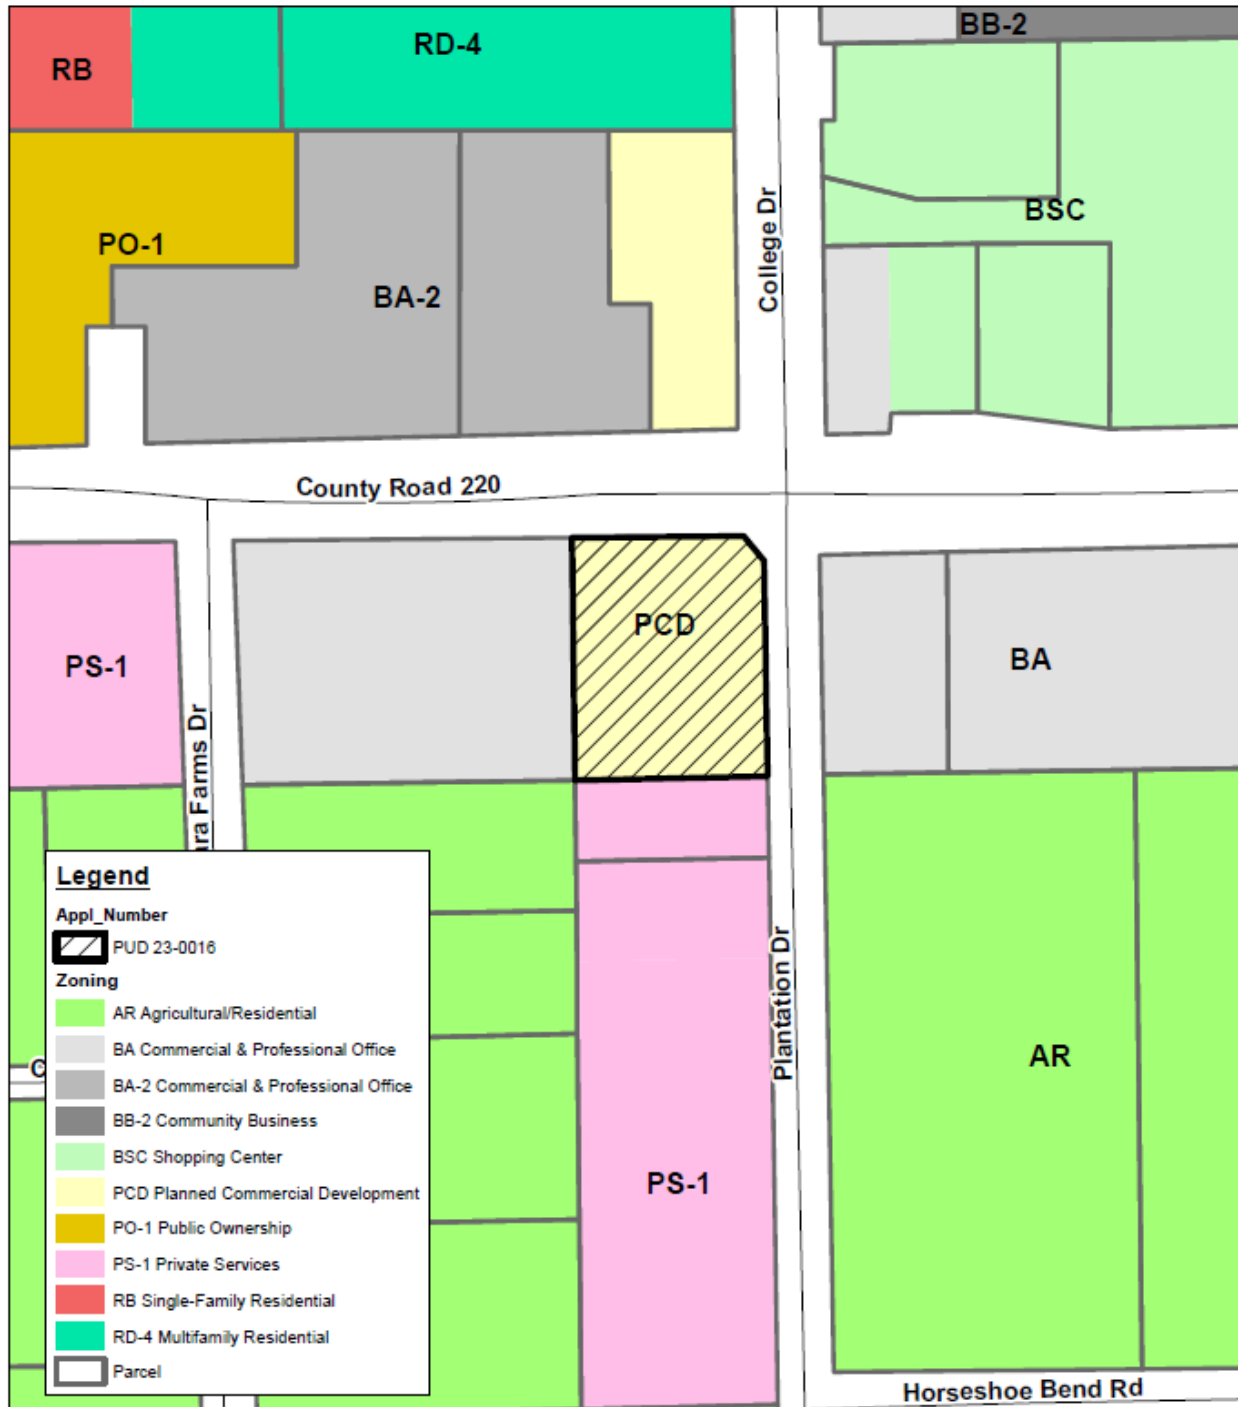 BB-2
RD-4
RB
College Dr
BSC
PO-1
BA-2
County Road 220
PCD
BA
PS-1
ara Farms Dr
Plantation Dr
AR
PS-1
Horseshoe Bend Rd
C
Legend
Appl_Number
PUD 23-0016
Zoning
AR Agricultural/Residential
BA Commercial & Professional Office
BA-2 Commercial & Professional Office
BB-2 Community Business
BSC Shopping Center
PCD Planned Commercial Development
PO-1 Public Ownership
PS-1 Private Services
RB Single-Family Residential
RD-4 Multifamily Residential
Parcel